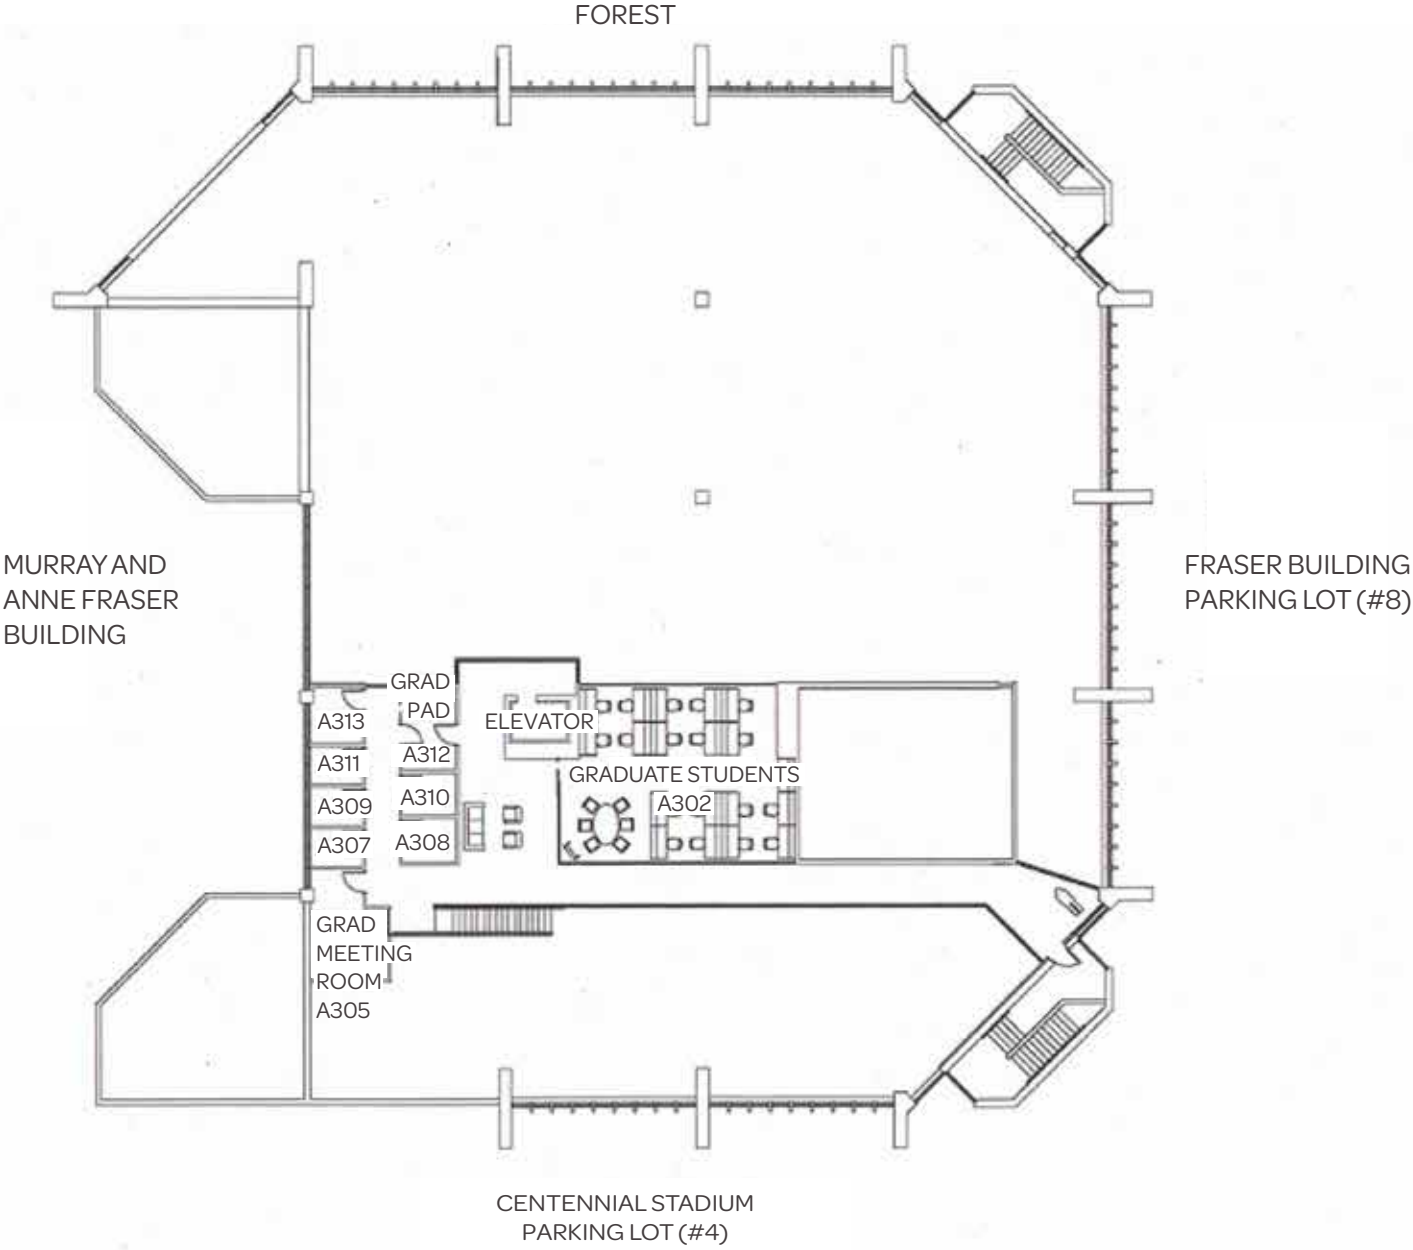 FOREST
MURRAY AND
ANNE FRASER
BUILDING
FRASER BUILDING
PARKING LOT (#8)
GRAD
PAD
A313
ELEVATOR
A312
A311
GRADUATE STUDENTS
A302
A310
A309
A308
A307
GRAD
MEETING
ROOM
A305
CENTENNIAL STADIUM
PARKING LOT (#4)